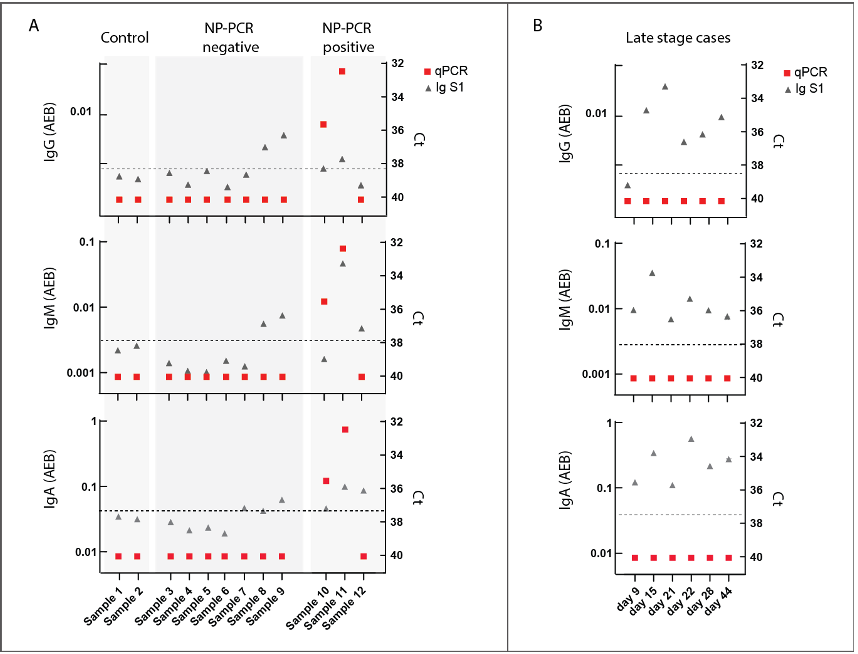 A
Control
NP-PCR
negative
NP-PCR
positive
IgG (AEB)
0.01
32
34
36
38
40
Ct
qPCR
Ig S1
IgM (AEB)
0.1
0.01
0.001
32
34
36
38
40
Ct
IgA (AEB)
1
0.1
0.01
32
34
36
38
40
Ct
Sample 1
Sample 2
Sample 3
Sample 4
Sample 5
Sample 6
Sample 7
Sample 8
Sample 9
Sample 10
Sample 11
Sample 12
B
Late stage cases
IgG (AEB)
0.01
32
34
36
38
40
Ct
qPCR
Ig S1
IgM (AEB)
0.1
0.01
0.001
32
34
36
38
40
Ct
IgA (AEB)
1
0.1
0.01
32
34
36
38
40
Ct
day 9
day 15
day 21
day 22
day 28
day 44